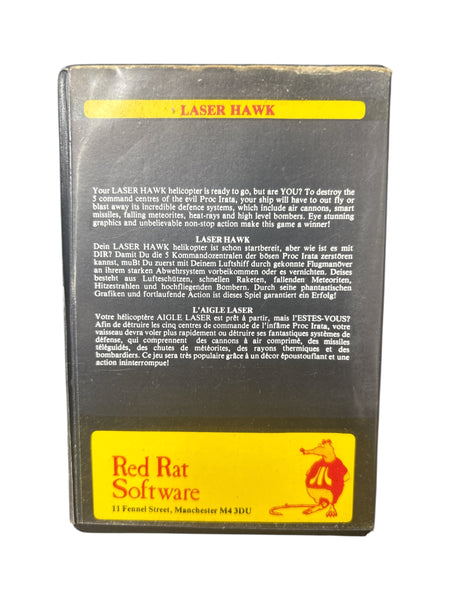 › LASER HAWK
Your LASER HAWK helicopter is ready to go, but are YOU? To destroy the
5 command centres of the evil Proc Irata, your ship will have to out fly or
blast away its incredible defence systems, which include air cannons, smart
missiles, falling meteorites, heat-rays and high level bombers. Eye stunning
graphics and unbelievable non-stop action make this game a winner!
LASER HAWK
Dein LASER HAWK helikopter ist schon startbereit, aber wie ist es mit
DIR? Damit Du die 5 Kommandozentralen der bösen Proc Irata zerstören
kannst, muBt Du zuerst mit Deinem Luftshiff durch gekonnte Flugmanöver
an ihrem starken Abwehrsystem vorbeikommen oder es vernichten. Deises
besteht aus Lufteschützen, schnellen Raketen, fallenden Meteoriten,
Hitzestrahlen und hochfliegenden Bombern. Durch seine phantastischen
Grafiken und fortlaufende Action ist dieses Spiel garantiert ein Erfolg!
L'AIGLE LASER
Votre hélicoptère AIGLE LASER est prêt à partir, mais l'ESTES-VOUS?
Afin de détruire les cinq centres de commande de l'infâme Proc Irata, votre
vaisseau devra voler plus rapidement ou détruire ses fantastiques systèmes de
défense, qui comprennent des cannons à air comprimé, des missiles
téléguidés, des chutes de météorites, des rayons thermiques et des
bombardiers. Ce jeu sera très populaire grâce à un décor époustouflant et une
action ininterrompue!
Red Rat
Software
11 Fennel Street, Manchester M4 3DU